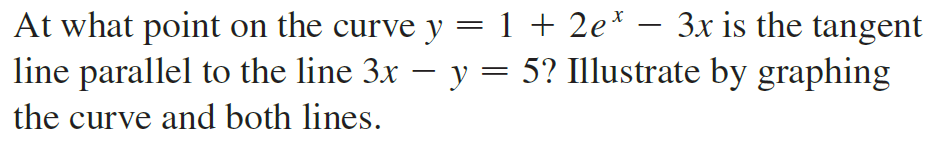 At what point on the curve y = 1 + 2eˣ − 3x is the tangent
line parallel to the line 3x − y = 5? Illustrate by graphing
the curve and both lines.